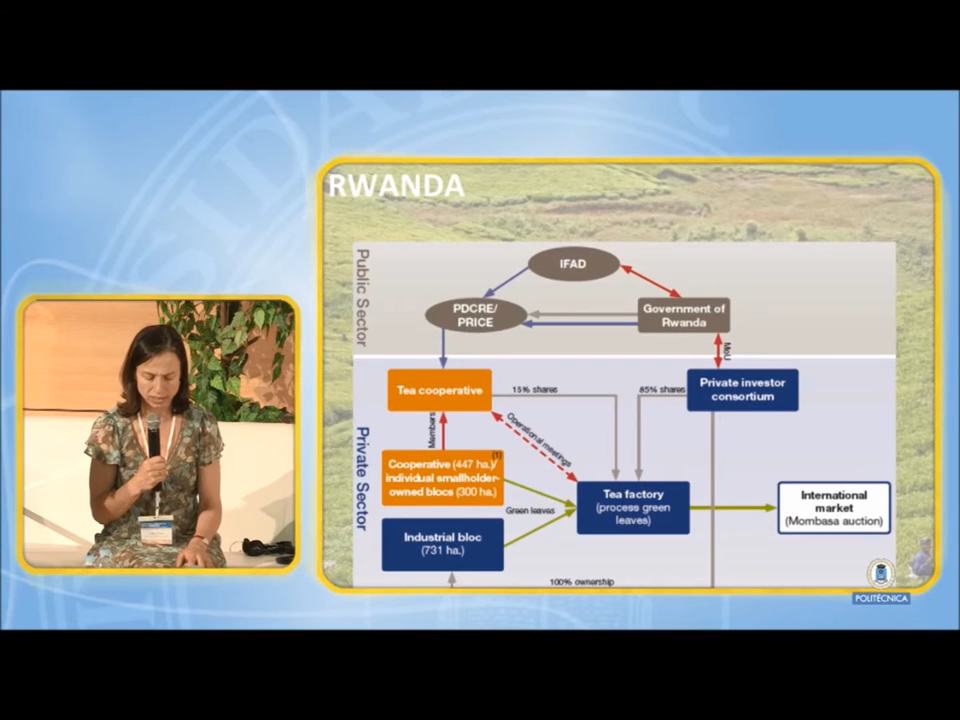 RWANDA
Public Sector
IFAD
PDCRE/
PRICE
Government of
Rwanda
MoU
Private Sector
Tea cooperative
15% shares
85% shares
Private investor
consortium
Members
Operational meetings
Cooperative (447 ha.)/
individual smallholder-
owned blocs (300 ha.)
(1)
Green leaves
Tea factory
(process green
leaves)
International
market
(Mombasa auction)
Industrial bloc
(731 ha.)
100% ownership
POLITÉCNICA